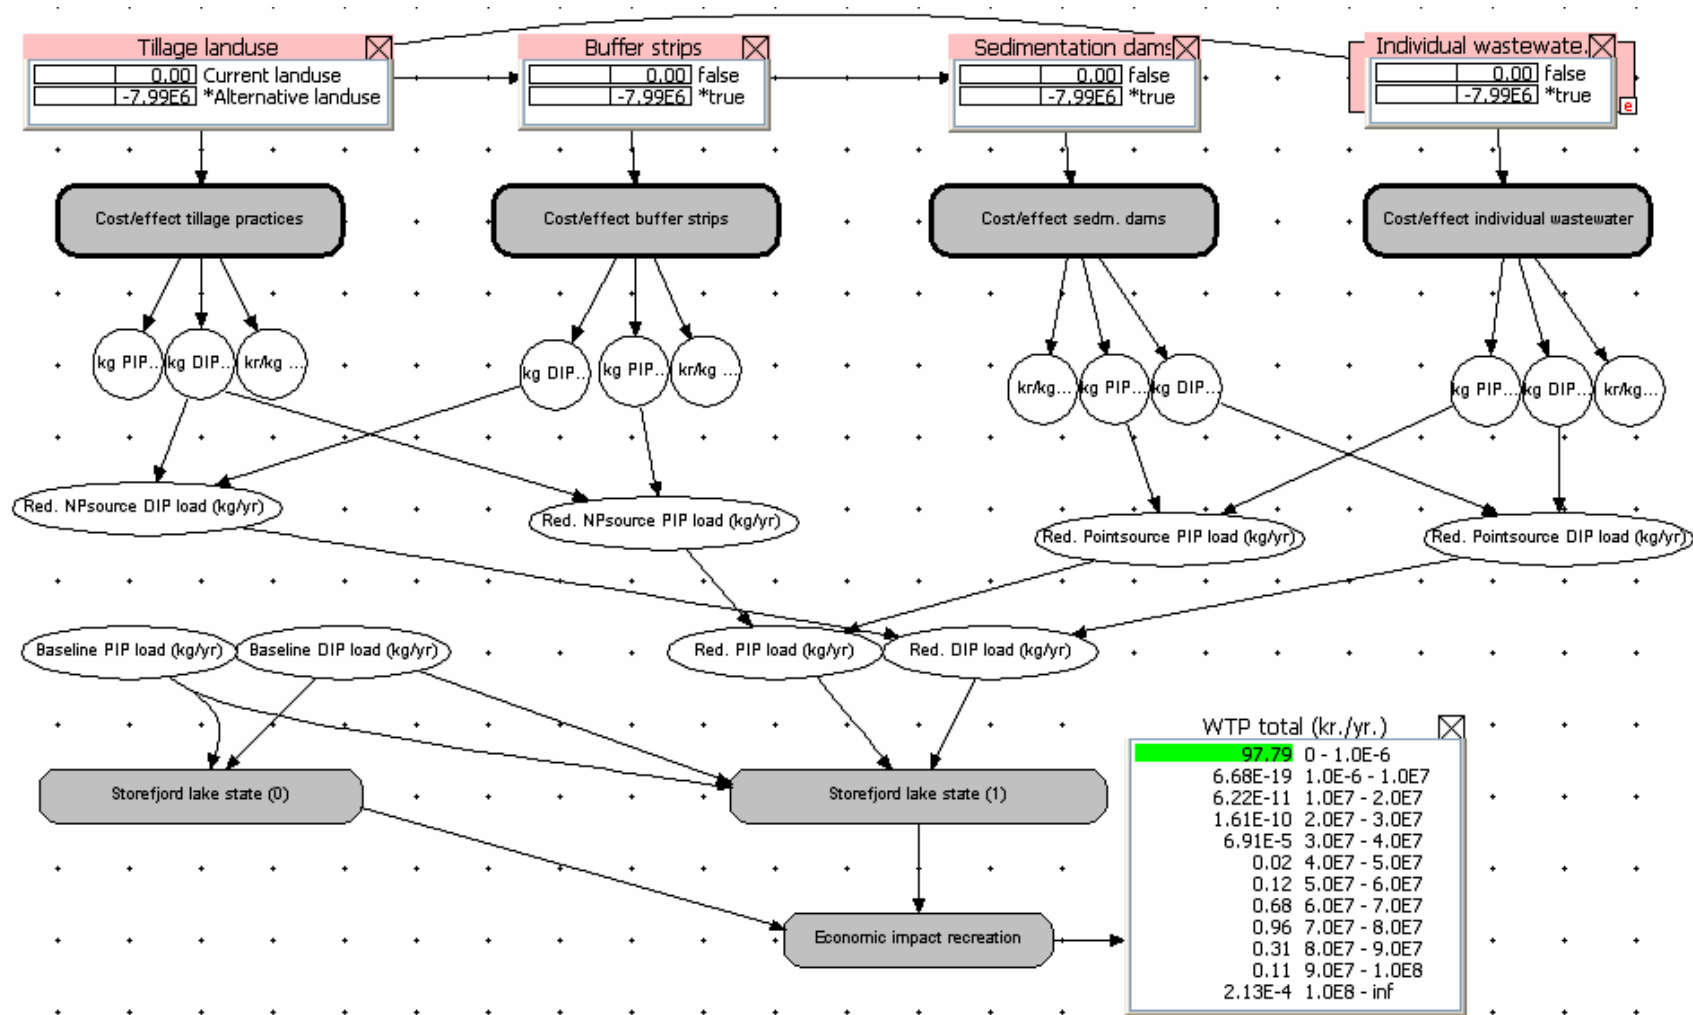 Tillage landuse
0.00 Current landuse
-7.99E6 *Alternative landuse
Buffer strips
0.00 false
-7.99E6 *true
Sedimentation dams
0.00 false
-7.99E6 *true
Individual wastewate.
0.00 false
-7.99E6 *true
e
Cost/effect tillage practices
Cost/effect buffer strips
Cost/effect sedm. dams
Cost/effect individual wastewater
kg PIP...
kg DIP...
kr/kg ...
kg DIP...
kg PIP...
kr/kg ...
kr/kg...
kg PIP...
kg DIP...
kg PIP...
kg DIP...
kr/kg...
Red. NPsource DIP load (kg/yr)
Red. NPsource PIP load (kg/yr)
Red. Pointsource PIP load (kg/yr)
Red. Pointsource DIP load (kg/yr)
Baseline PIP load (kg/yr)
Baseline DIP load (kg/yr)
Red. PIP load (kg/yr)
Red. DIP load (kg/yr)
Storefjord lake state (0)
Storefjord lake state (1)
Economic impact recreation
WTP total (kr./yr.)
97.79 0 - 1.0E-6
6.68E-19 1.0E-6 - 1.0E7
6.22E-11 1.0E7 - 2.0E7
1.61E-10 2.0E7 - 3.0E7
6.91E-5 3.0E7 - 4.0E7
0.02 4.0E7 - 5.0E7
0.12 5.0E7 - 6.0E7
0.68 6.0E7 - 7.0E7
0.96 7.0E7 - 8.0E7
0.31 8.0E7 - 9.0E7
0.11 9.0E7 - 1.0E8
2.13E-4 1.0E8 - inf